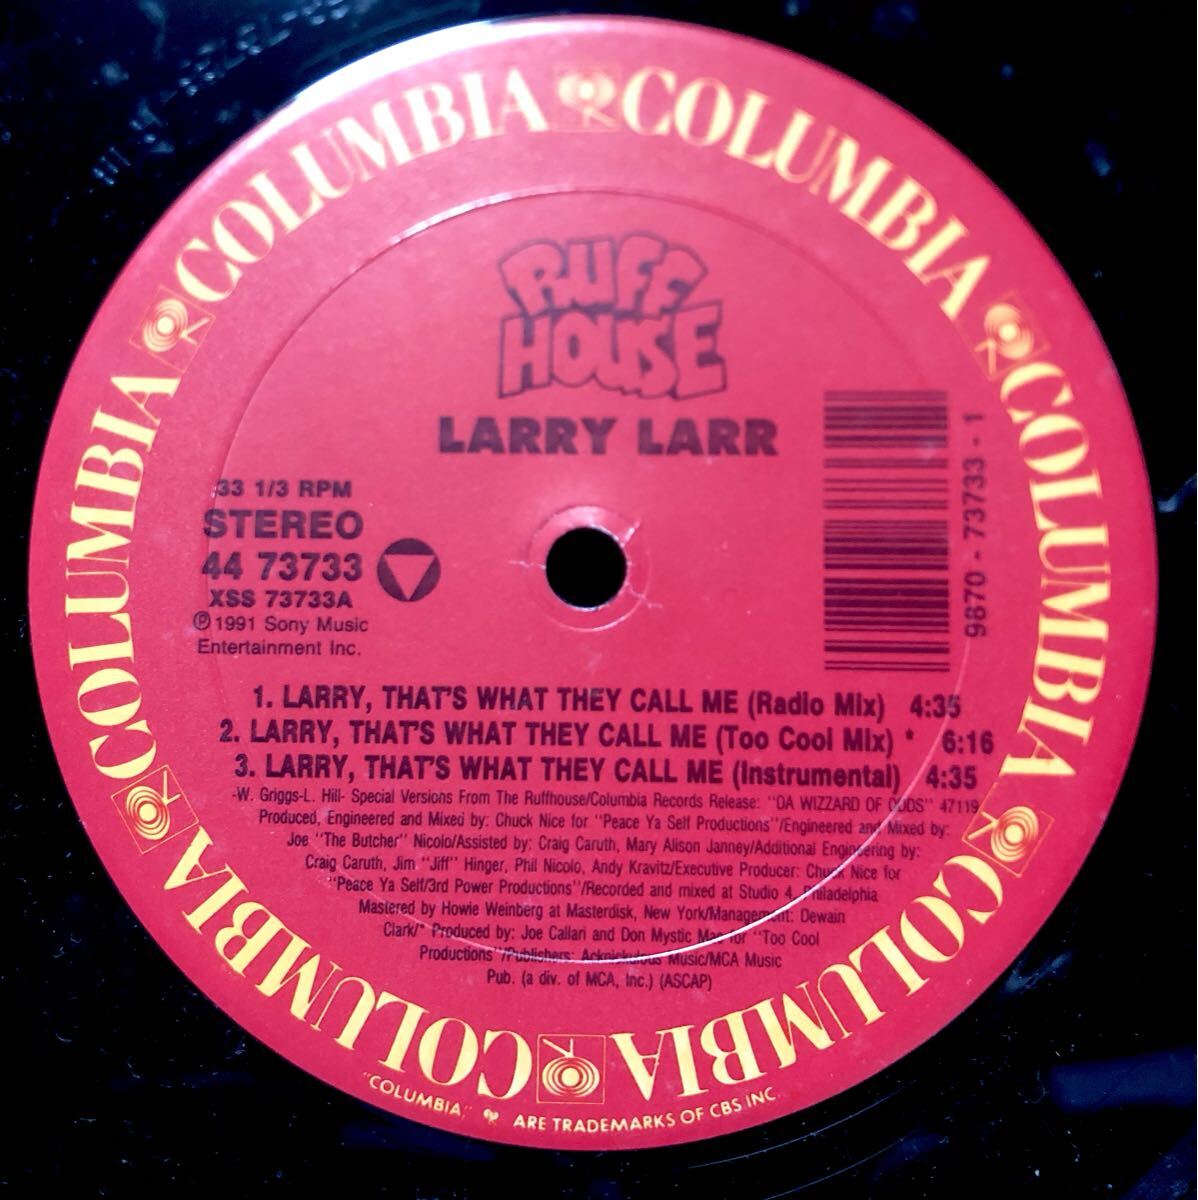 COLUMBIA COLUMBIA COLUMBIA COLUMBIA COLUMBIA COLUMBIA COLUMBIA
RUFF
HOUSE
LARRY LARR
33 1/3 RPM
STEREO
44 73733
XSS 73733A
℗ 1991 Sony Music
Entertainment Inc.
9870 - 73733 - 1
1. LARRY, THAT'S WHAT THEY CALL ME (Radio Mix) 4:35
2. LARRY, THAT'S WHAT THEY CALL ME (Too Cool Mix) * 6:16
3. LARRY, THAT'S WHAT THEY CALL ME (Instrumental) 4:35
-W. Griggs-L. Hill- Special Versions From The Ruffhouse/Columbia Records Release: "DA WIZZARD OF ODDS" 47119
Produced, Engineered and Mixed by: Chuck Nice for "Peace Ya Self Productions"/Engineered and Mixed by:
Joe "The Butcher" Nicolo/Assisted by: Craig Caruth, Mary Alison Janney/Additional Engineering by:
Craig Caruth, Jim "Jiff" Hinger, Phil Nicolo, Andy Kravitz/Executive Producer: Chuck Nice for
"Peace Ya Self/3rd Power Productions"/Recorded and mixed at Studio 4, Philadelphia
Mastered by Howie Weinberg at Masterdisk, New York/Management: Dewain
Clark/* Produced by: Joe Callari and Don Mystic Mac for "Too Cool
Productions"/Publishers: Acknickulous Music/MCA Music
Pub. (a div. of MCA, Inc.) (ASCAP)
"COLUMBIA," ARE TRADEMARKS OF CBS INC.